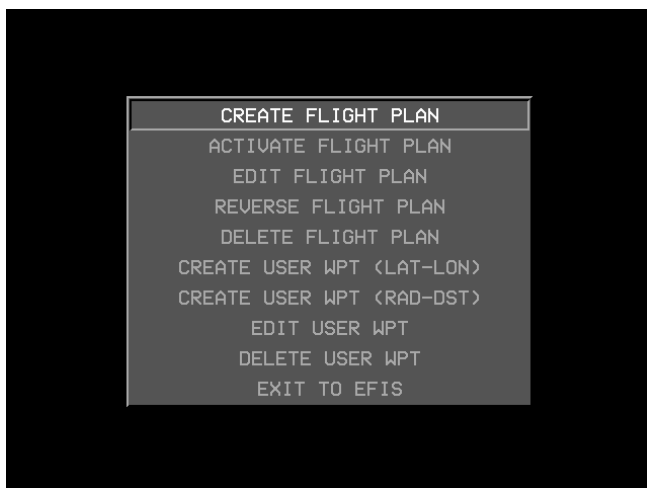 CREATE FLIGHT PLAN
ACTIVATE FLIGHT PLAN
EDIT FLIGHT PLAN
REVERSE FLIGHT PLAN
DELETE FLIGHT PLAN
CREATE USER WPT (LAT-LON)
CREATE USER WPT (RAD-DST)
EDIT USER WPT
DELETE USER WPT
EXIT TO EFIS